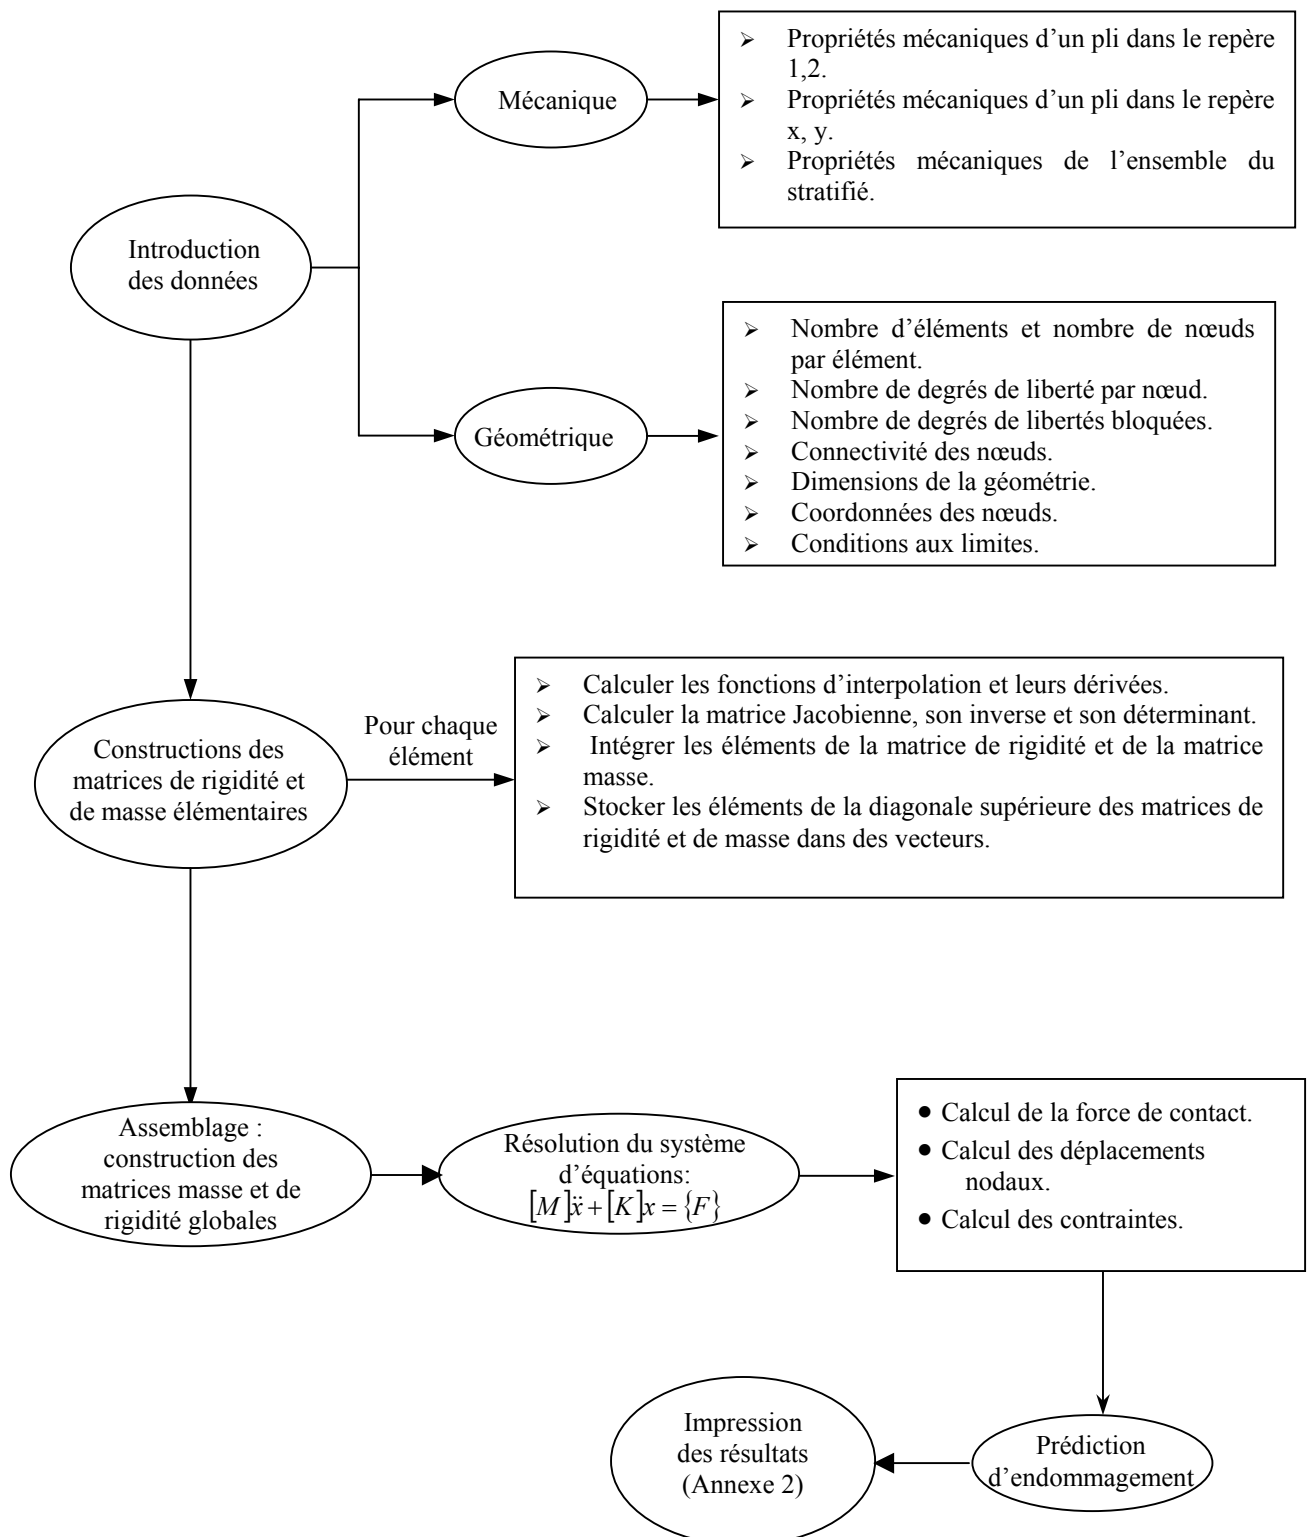 Mécanique
➢ Propriétés mécaniques d’un pli dans le repère
1,2.
➢ Propriétés mécaniques d’un pli dans le repère
x, y.
➢ Propriétés mécaniques de l’ensemble du
stratifié.
Introduction
des données
Géométrique
➢ Nombre d’éléments et nombre de nœuds
par élément.
➢ Nombre de degrés de liberté par nœud.
➢ Nombre de degrés de libertés bloquées.
➢ Connectivité des nœuds.
➢ Dimensions de la géométrie.
➢ Coordonnées des nœuds.
➢ Conditions aux limites.
Constructions des
matrices de rigidité et
de masse élémentaires
Pour chaque
élément
➢ Calculer les fonctions d’interpolation et leurs dérivées.
➢ Calculer la matrice Jacobienne, son inverse et son déterminant.
➢ Intégrer les éléments de la matrice de rigidité et de la matrice
masse.
➢ Stocker les éléments de la diagonale supérieure des matrices de
rigidité et de masse dans des vecteurs.
Assemblage :
construction des
matrices masse et de
rigidité globales
Résolution du système
d’équations:
[M]ẍ+[K]x={F}
• Calcul de la force de contact.
• Calcul des déplacements
nodaux.
• Calcul des contraintes.
Prédiction
d’endommagement
Impression
des résultats
(Annexe 2)